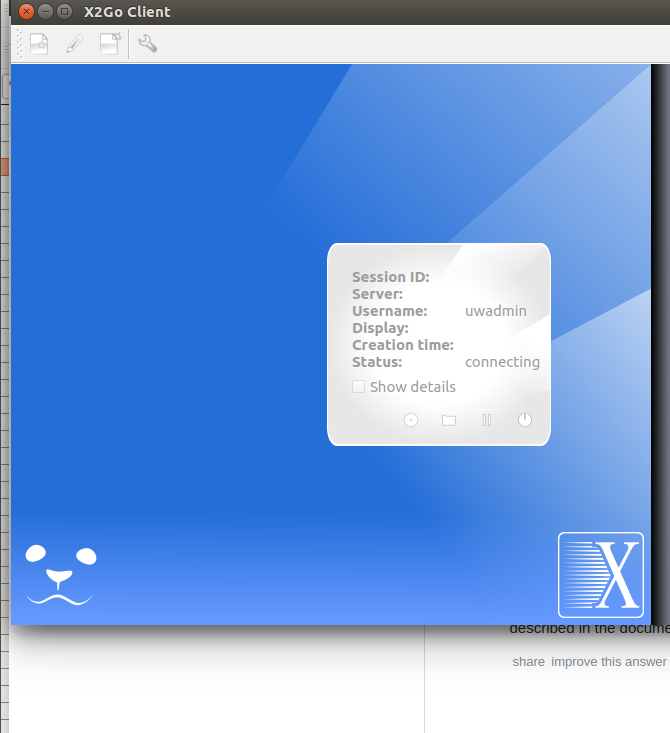 X2Go Client
Session ID:
Server:
Username: uwadmin
Display:
Creation time:
Status: connecting
Show details
X
described in the docume
share improve this answer